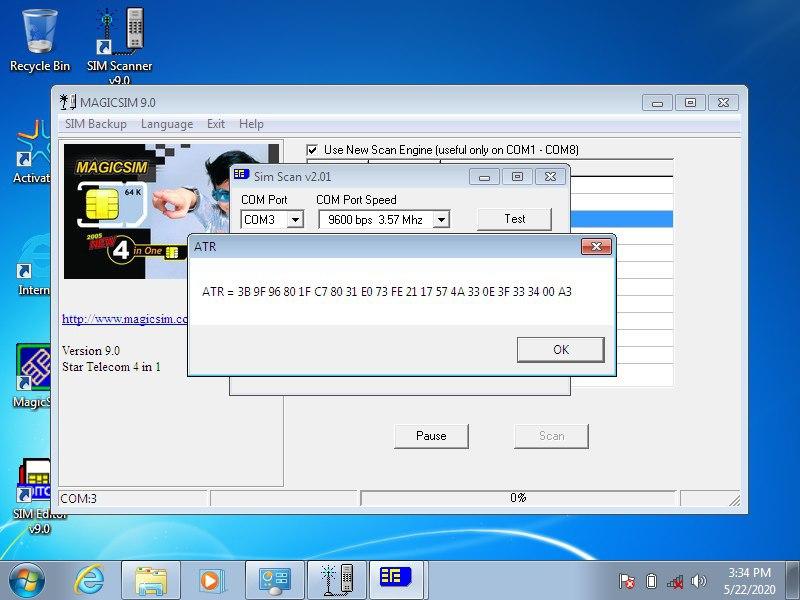 Recycle Bin
SIM Scanner
v9.0
MAGICSIM 9.0
SIM Backup Language Exit Help
Activat
Intern
MagicS
SIM Editor
v9.0
MAGICSIM
64 K
2005
NEW
4 in One
http://www.magicsim.co
Version 9.0
Star Telecom 4 in 1
Use New Scan Engine (useful only on COM1 - COM8)
Sim Scan v2.01
COM Port COM Port Speed
COM3 9600 bps 3.57 Mhz Test
ATR
ATR = 3B 9F 96 80 1F C7 80 31 E0 73 FE 21 17 57 4A 33 0E 3F 33 34 00 A3
OK
Pause Scan
COM:3 0%
3:34 PM
5/22/2020